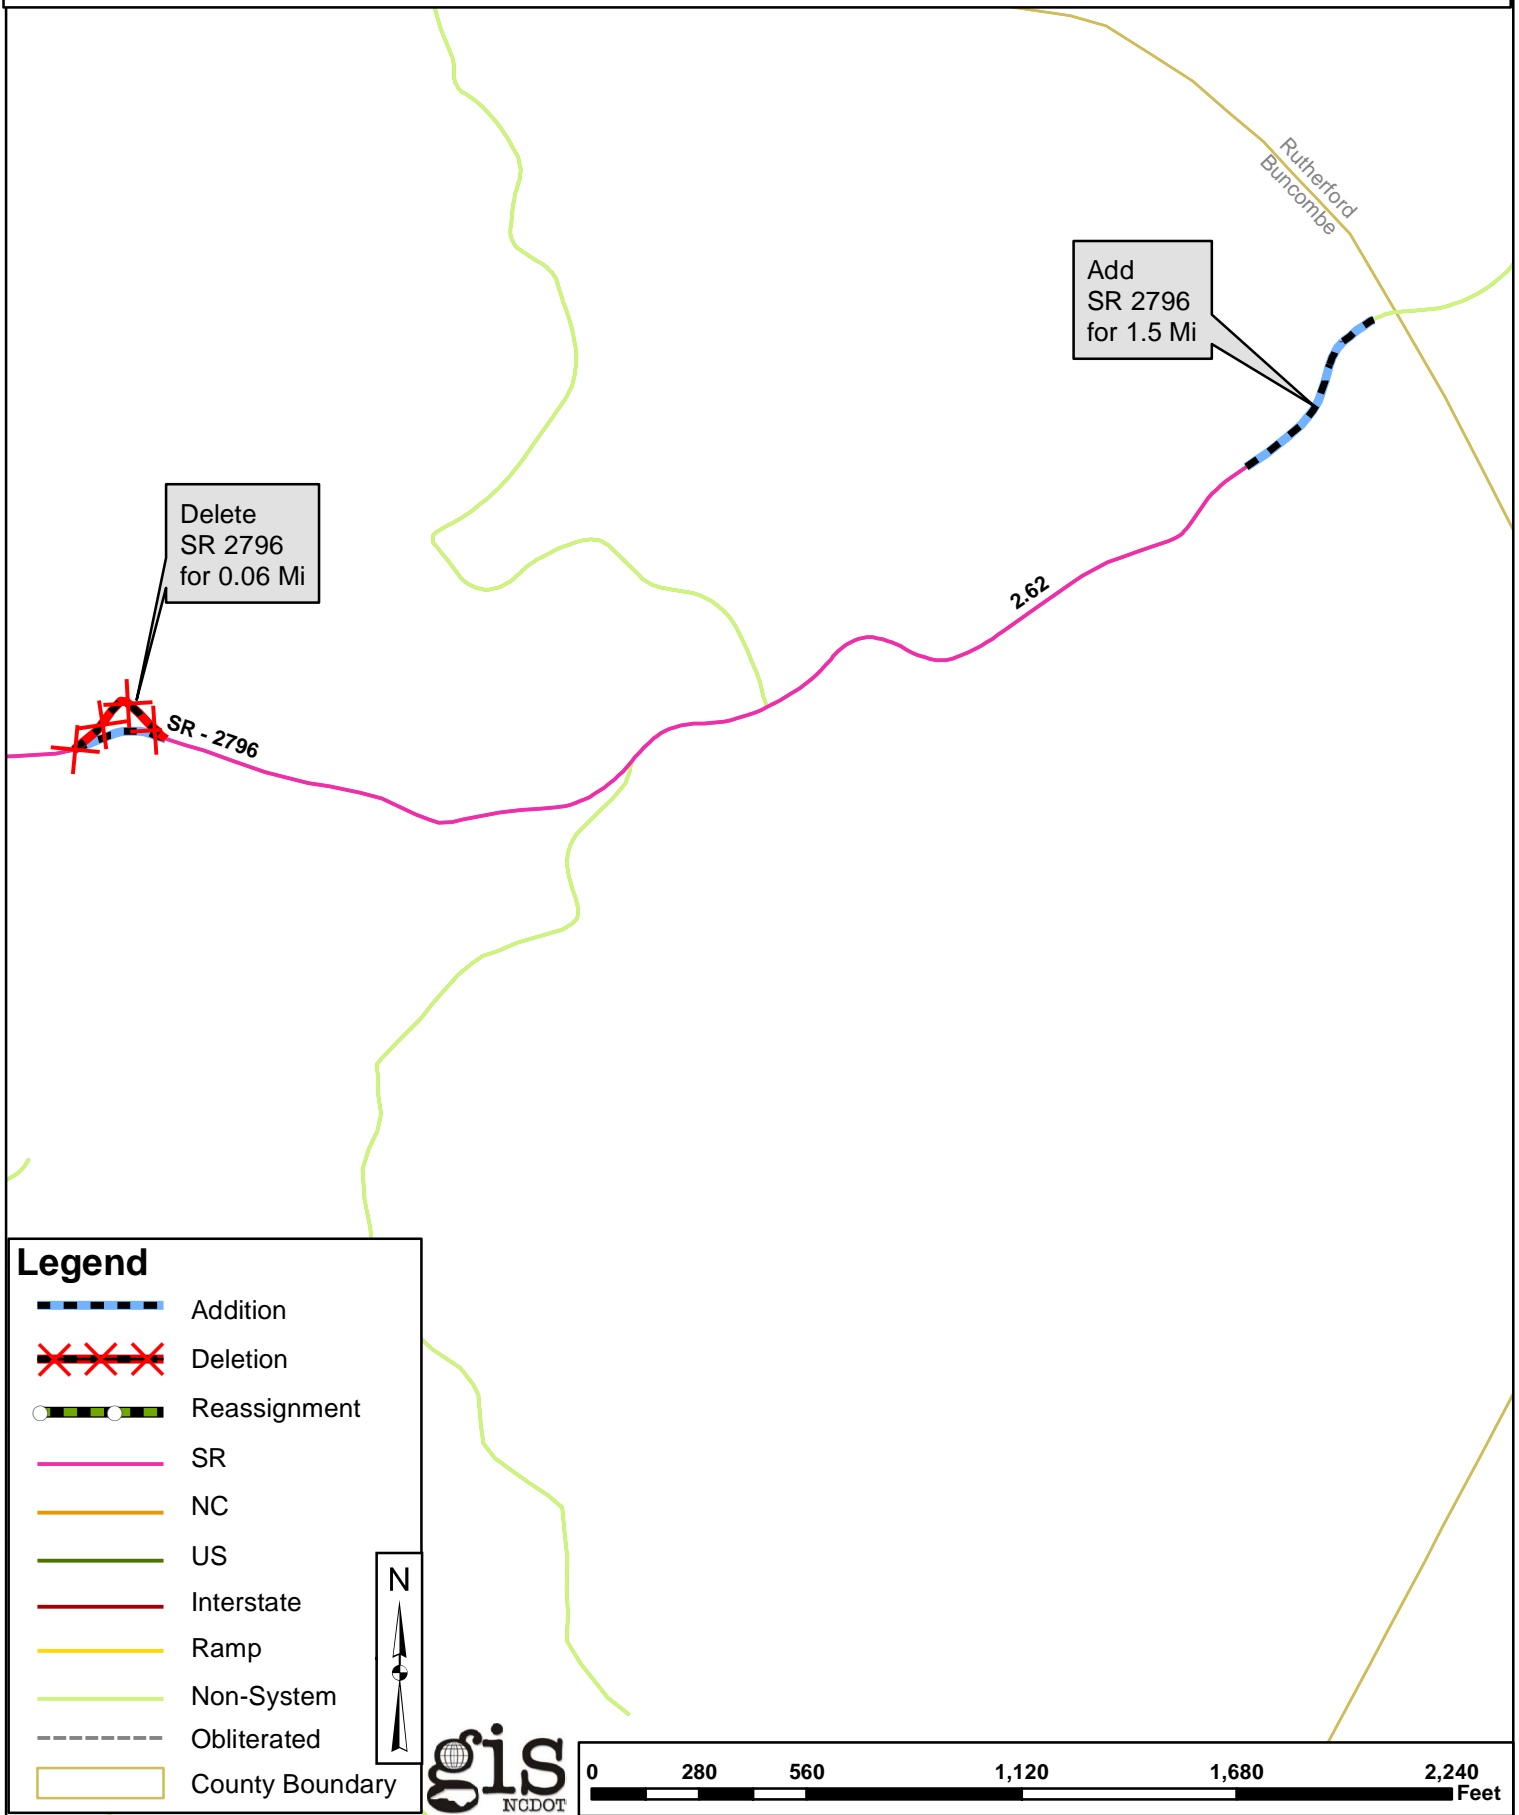 Rutherford
Buncombe
Add
SR 2796
for 1.5 Mi
Delete
SR 2796
for 0.06 Mi
2.62
SR - 2796
Legend
Addition
Deletion
Reassignment
SR
NC
US
Interstate
Ramp
Non-System
Obliterated
County Boundary
N
gis
NCDOT
0 280 560 1,120 1,680 2,240
Feet